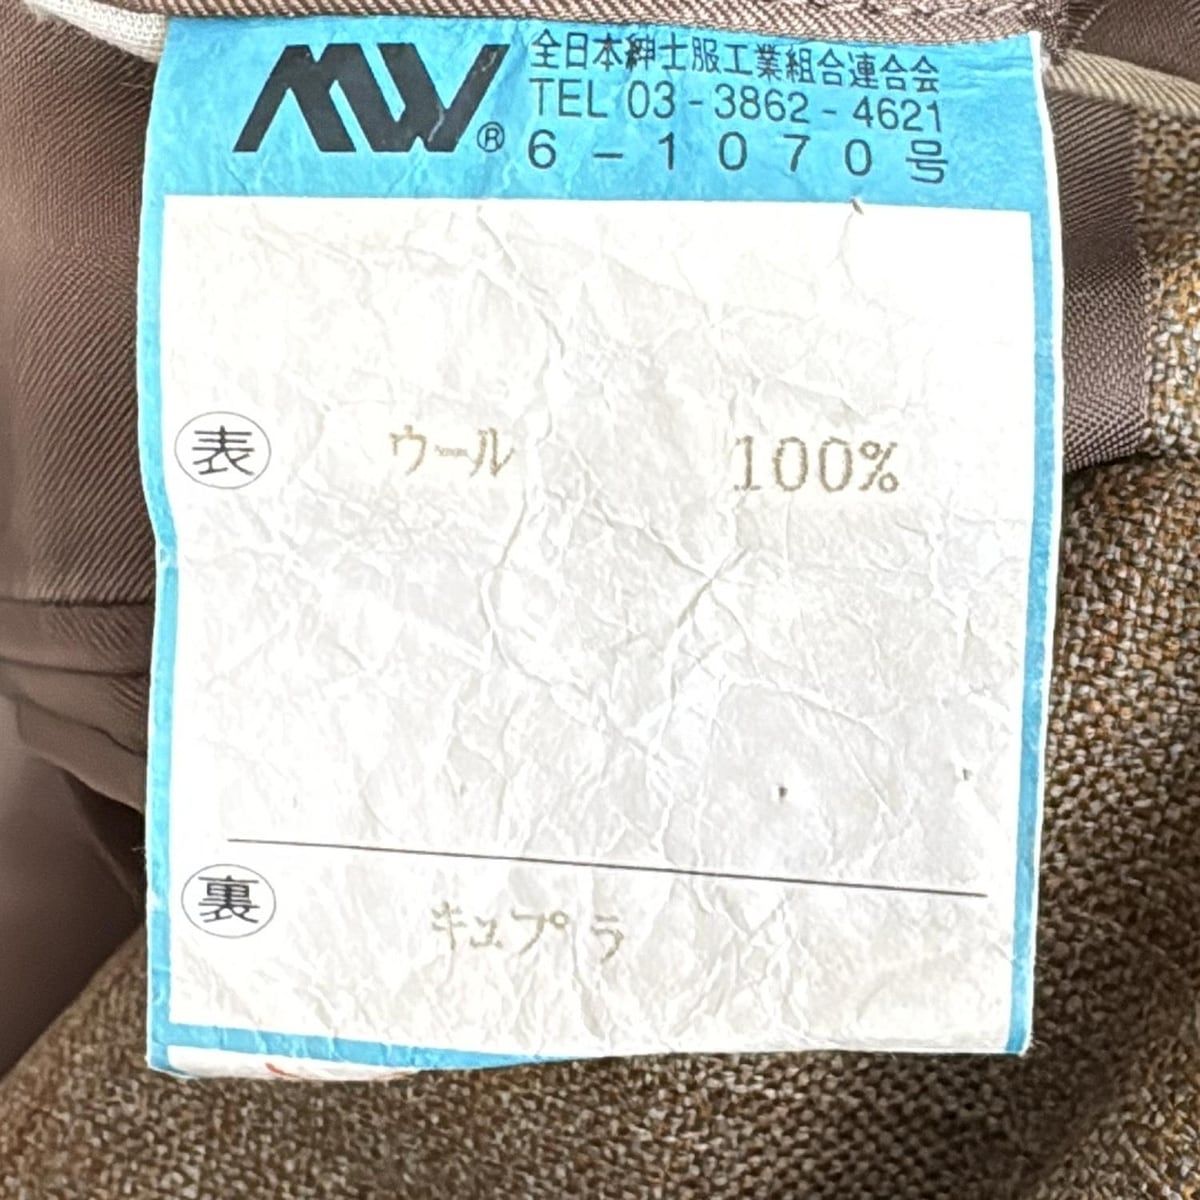 MW® 全日本紳士服工業組合連合会
TEL 03-3862-4621
6-1070号
表 ウール 100%
裏 キュプラ